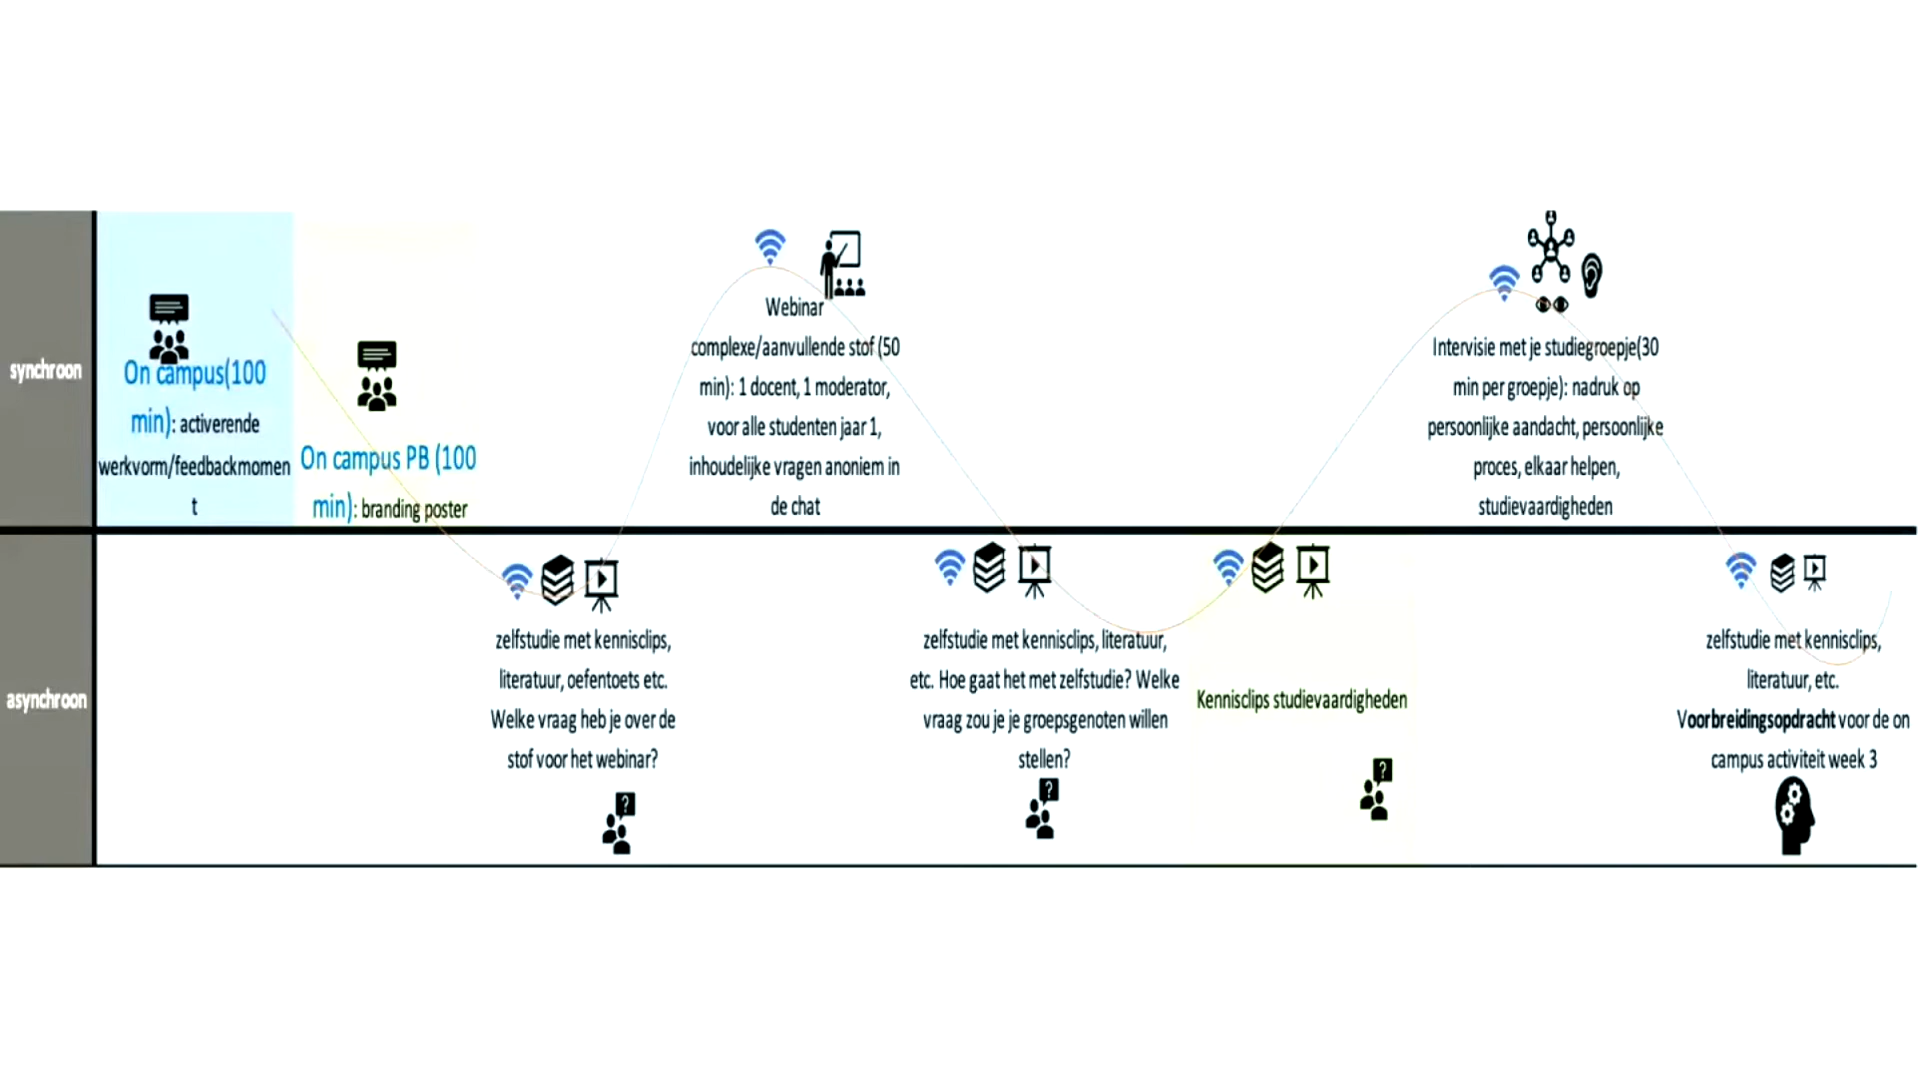 synchroon
On campus(100
min): activerende
werkvorm/feedbackmomen
t
On campus PB (100
min): branding poster
Webinar
complexe/aanvullende stof (50
min): 1 docent, 1 moderator,
voor alle studenten jaar 1,
inhoudelijke vragen anoniem in
de chat
Intervisie met je studiegroepje(30
min per groepje): nadruk op
persoonlijke aandacht, persoonlijke
proces, elkaar helpen,
studievaardigheden
asynchroon
zelfstudie met kennisclips,
literatuur, oefentoets etc.
Welke vraag heb je over de
stof voor het webinar?
?
zelfstudie met kennisclips, literatuur,
etc. Hoe gaat het met zelfstudie? Welke
vraag zou je je groepsgenoten willen
stellen?
?
Kennisclips studievaardigheden
?
zelfstudie met kennisclips,
literatuur, etc.
Voorbreidingsopdracht voor de on
campus activiteit week 3